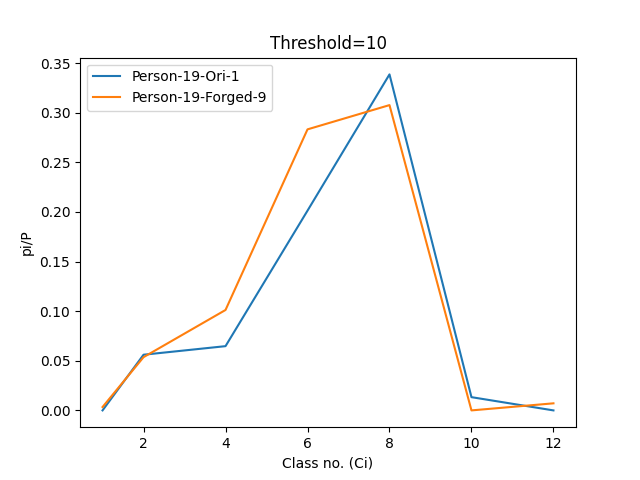 Threshold=10
Person-19-Ori-1
Person-19-Forged-9
pi/P
0.35
0.30
0.25
0.20
0.15
0.10
0.05
0.00
2 4 6 8 10 12
Class no. (Ci)